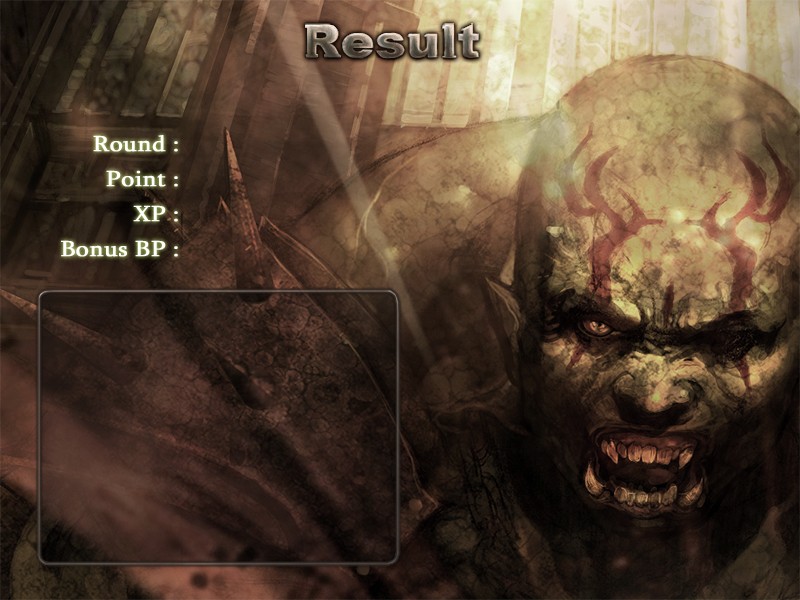 Result
Round :
Point :
XP :
Bonus BP :